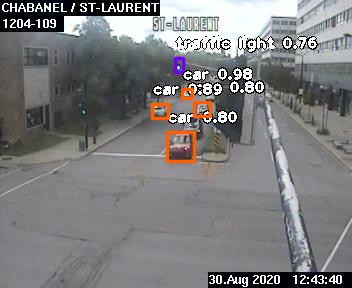 CHABANEL / ST-LAURENT
1204-109
ST-LAURENT
traffic light 0.76
car 0.98
car 0.89 0.80
car 0.80
30.Aug 2020 12:43:40